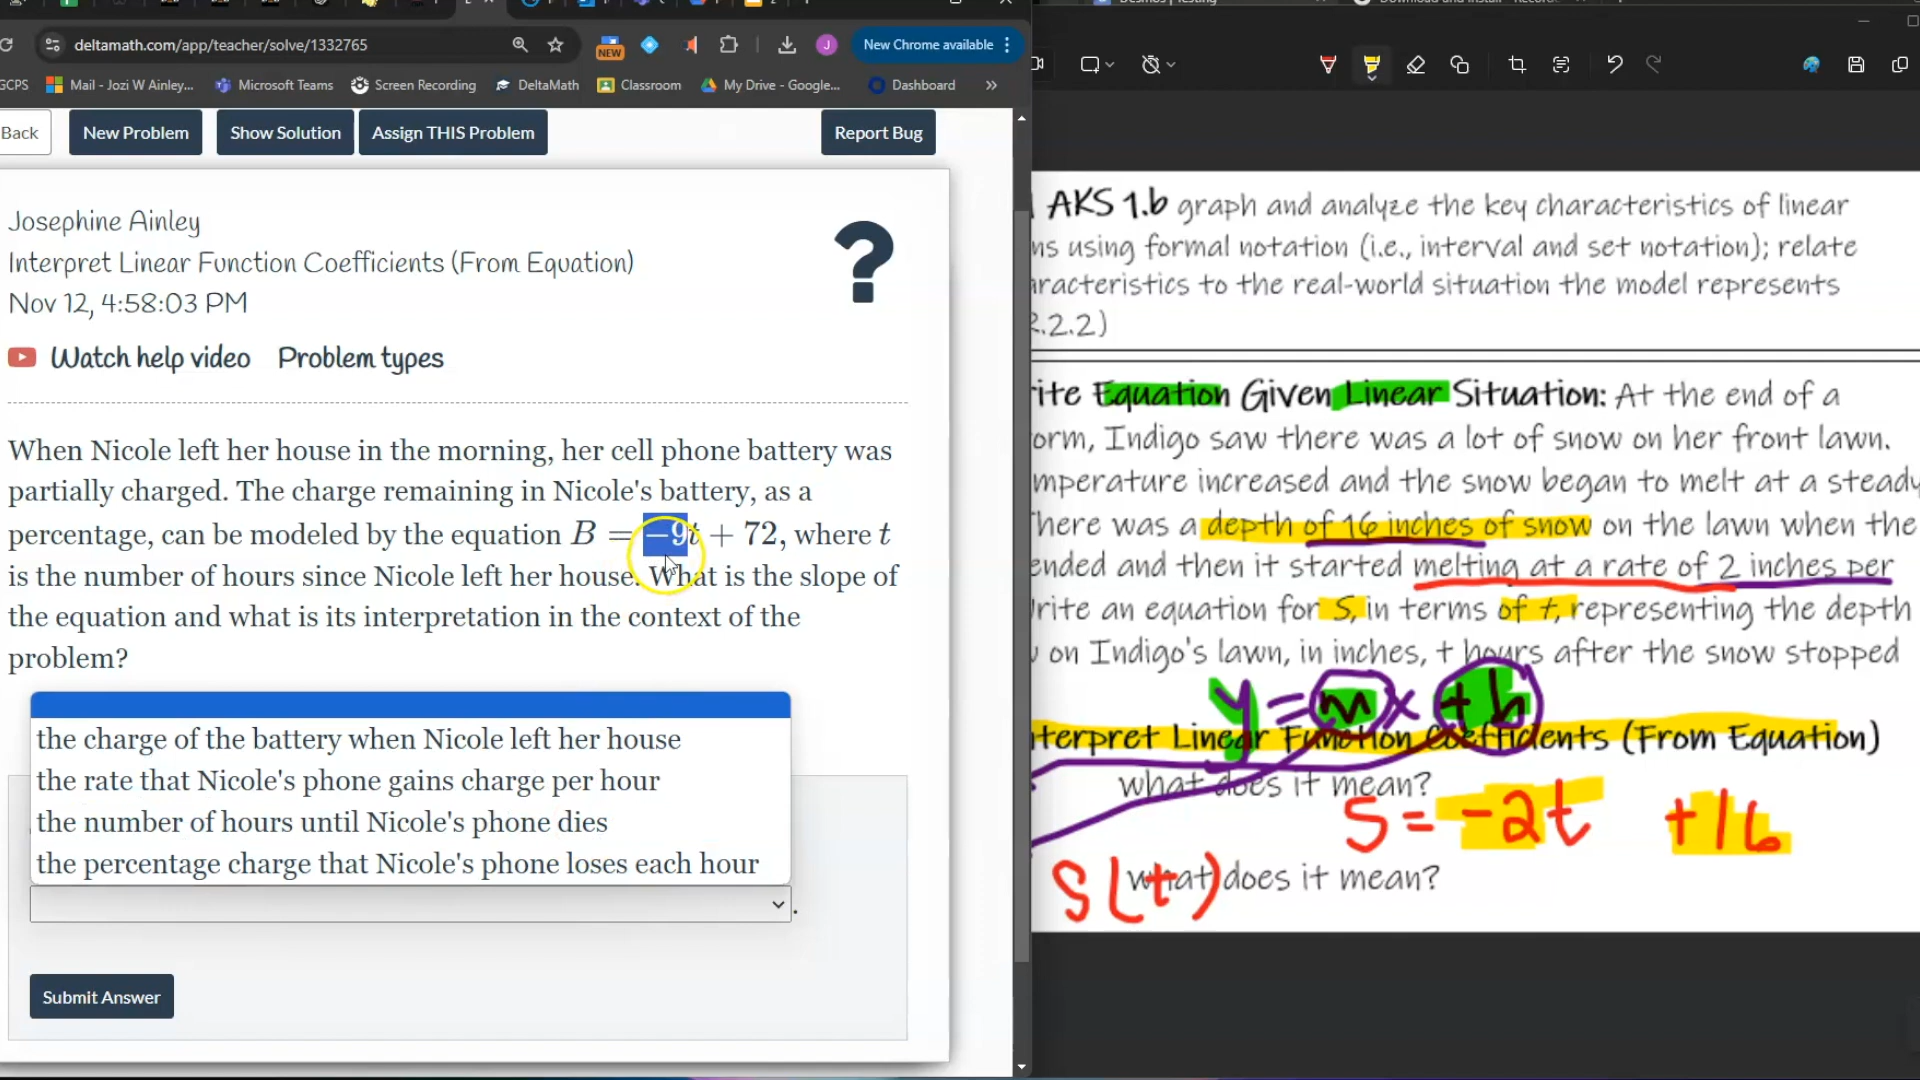 deltamath.com/app/teacher/solve/1332765
NEW
J
New Chrome available
GCPS
Mail - Jozi W Ainley...
Microsoft Teams
Screen Recording
DeltaMath
Classroom
My Drive - Google...
Dashboard
»
Back
New Problem
Show Solution
Assign THIS Problem
Report Bug
Josephine Ainley
Interpret Linear Function Coefficients (From Equation)
Nov 12, 4:58:03 PM
?
Watch help video
Problem types
When Nicole left her house in the morning, her cell phone battery was
partially charged. The charge remaining in Nicole's battery, as a
percentage, can be modeled by the equation B = −9t + 72, where t
is the number of hours since Nicole left her house. What is the slope of
the equation and what is its interpretation in the context of the
problem?
the charge of the battery when Nicole left her house
the rate that Nicole's phone gains charge per hour
the number of hours until Nicole's phone dies
the percentage charge that Nicole's phone loses each hour
.
Submit Answer
AKS 1.b graph and analyze the key characteristics of linear
ns using formal notation (i.e., interval and set notation); relate
aracteristics to the real-world situation the model represents
.2.2)
ite Equation Given Linear Situation: At the end of a
orm, Indigo saw there was a lot of snow on her front lawn.
mperature increased and the snow began to melt at a steady
here was a depth of 16 inches of snow on the lawn when the
ended and then it started melting at a rate of 2 inches per
rite an equation for S, in terms of t, representing the depth
on Indigo's lawn, in inches, t hours after the snow stopped
y = mx + b
terpret Linear Function Coefficients (From Equation)
what does it mean?
S = -2t + 16
S(t)
what does it mean?